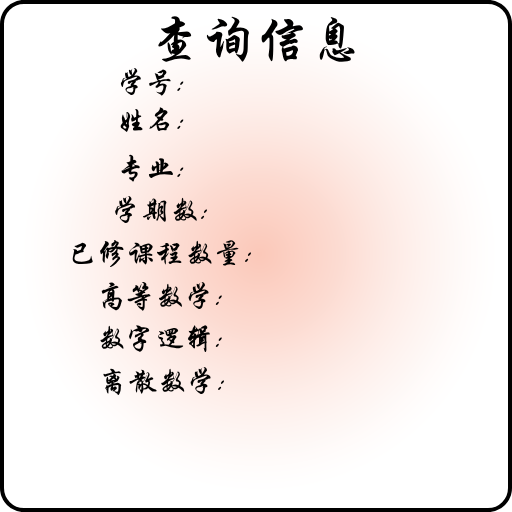 查询信息
学号：
姓名：
专业：
学期数：
已修课程数量：
高等数学：
数字逻辑：
离散数学：